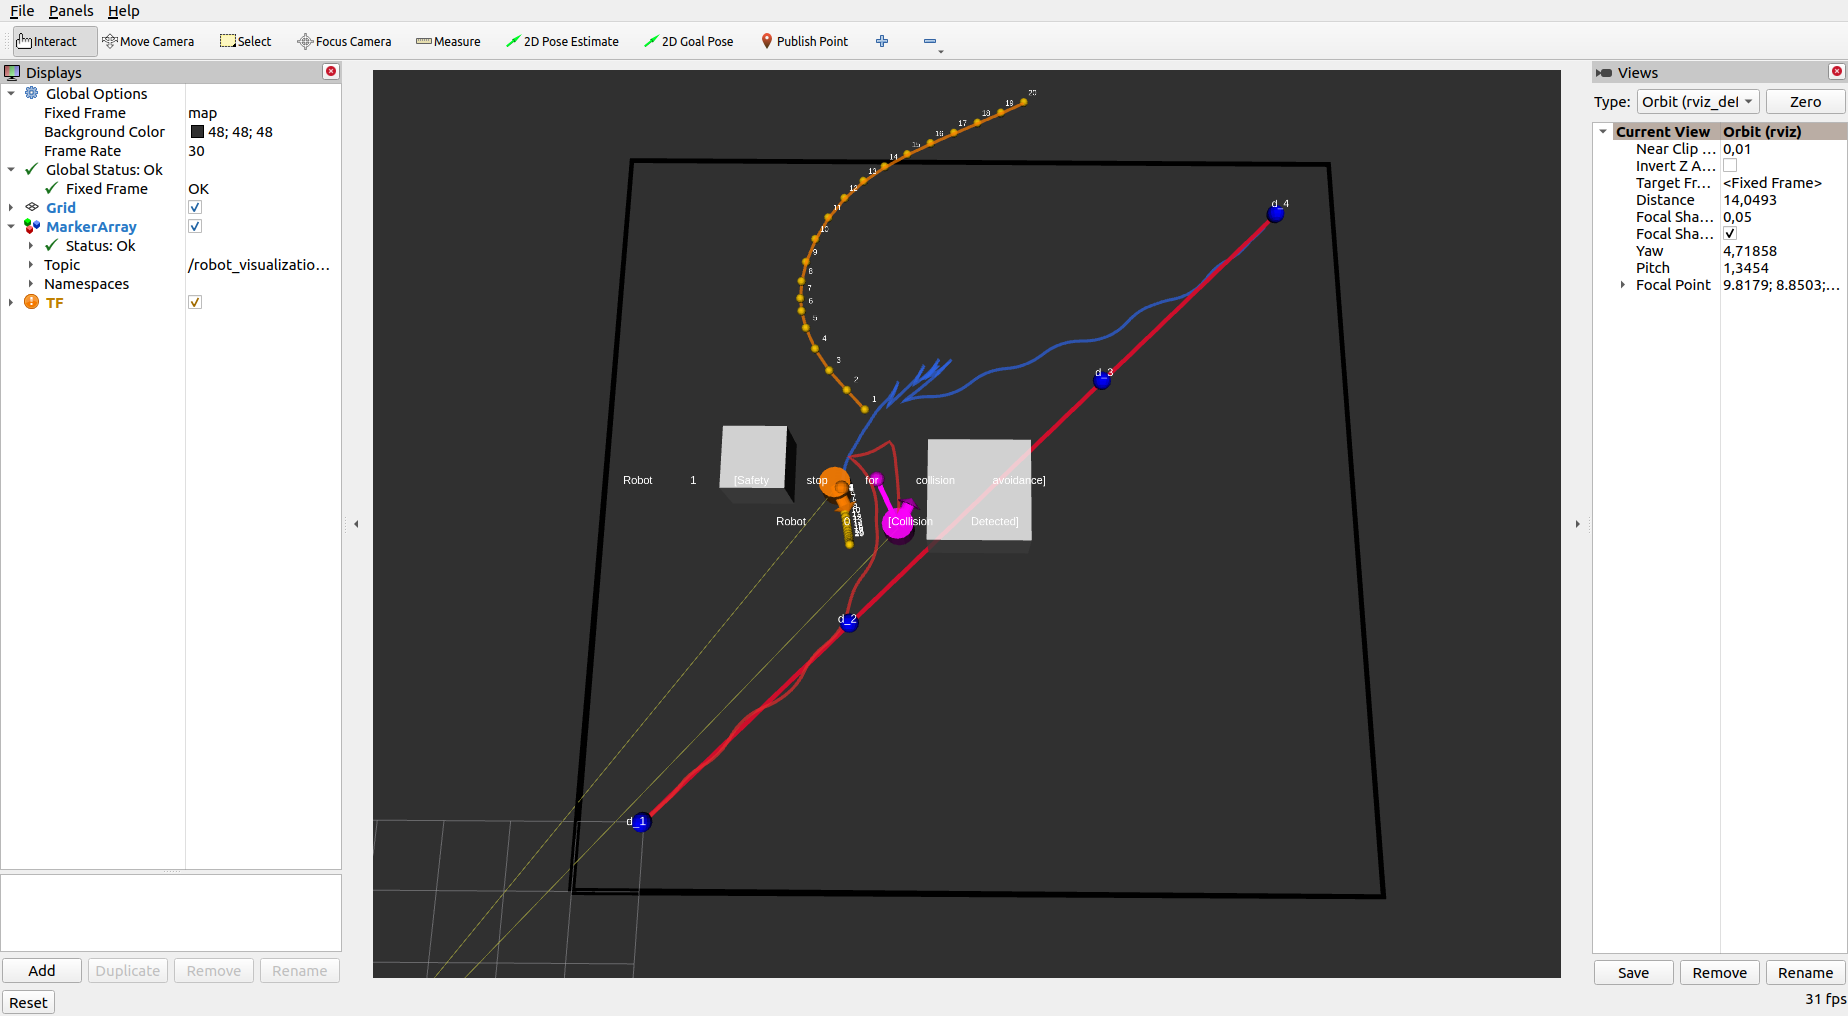 File Panels Help
Interact Move Camera Select Focus Camera Measure 2D Pose Estimate 2D Goal Pose Publish Point
Displays
Global Options
Fixed Frame map
Background Color 48; 48; 48
Frame Rate 30
Global Status: Ok
Fixed Frame OK
Grid
MarkerArray
Status: Ok
Topic /robot_visualizatio...
Namespaces
TF
Add Duplicate Remove Rename
Reset
20
19
18
17
16
15
14
13
12
11
10
9
8
7
6
5
4
3
2
1
d_4
d_3
Robot 1 [Safety stop for collision avoidance]
Robot 0 [Collision Detected]
d_2
d_1
Views
Type: Orbit (rviz_def Zero
Current View Orbit (rviz)
Near Clip ... 0,01
Invert Z A...
Target Fr... <Fixed Frame>
Distance 14,0493
Focal Sha... 0,05
Focal Sha...
Yaw 4,71858
Pitch 1,3454
Focal Point 9.8179; 8.8503;...
Save Remove Rename
31 fps